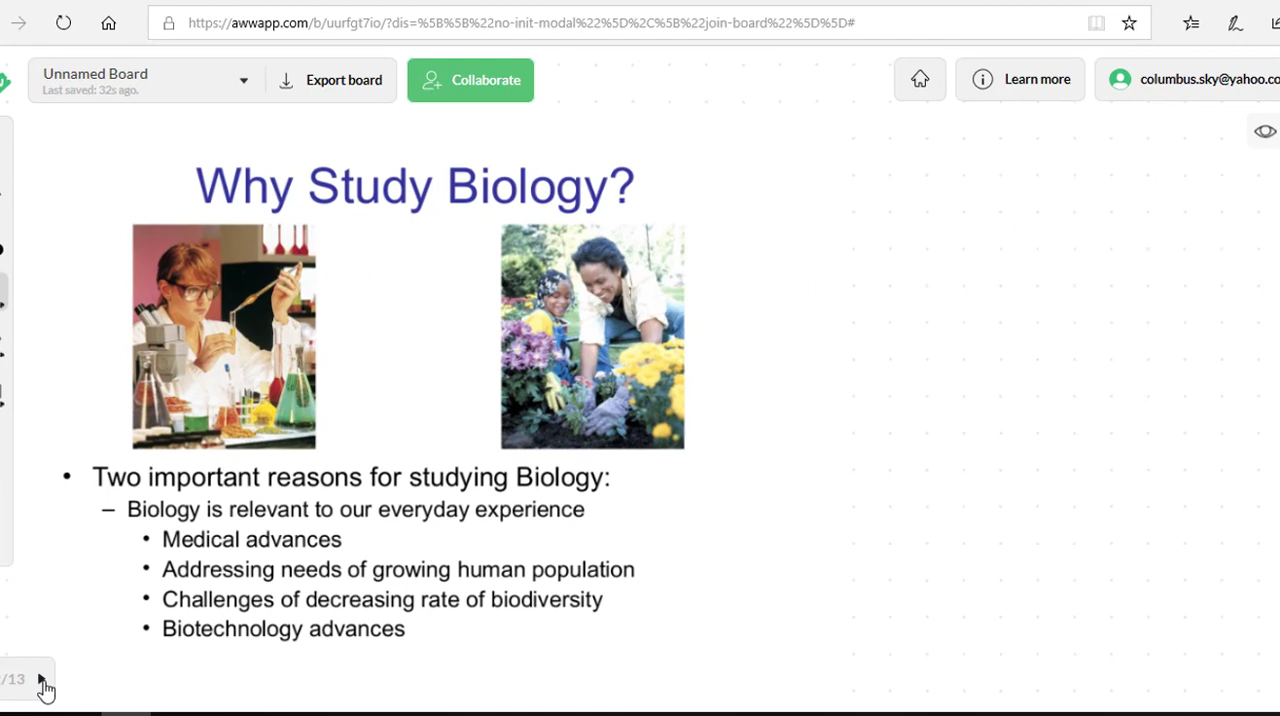 https://awwapp.com/b/uurfgt7io/?dis=%5B%5B%22no-init-modal%22%5D%2C%5B%22join-board%22%5D%5D#
Unnamed Board
Last saved: 32s ago.
Export board
Collaborate
Learn more
columbus.sky@yahoo.co
Why Study Biology?
• Two important reasons for studying Biology:
– Biology is relevant to our everyday experience
• Medical advances
• Addressing needs of growing human population
• Challenges of decreasing rate of biodiversity
• Biotechnology advances
/13